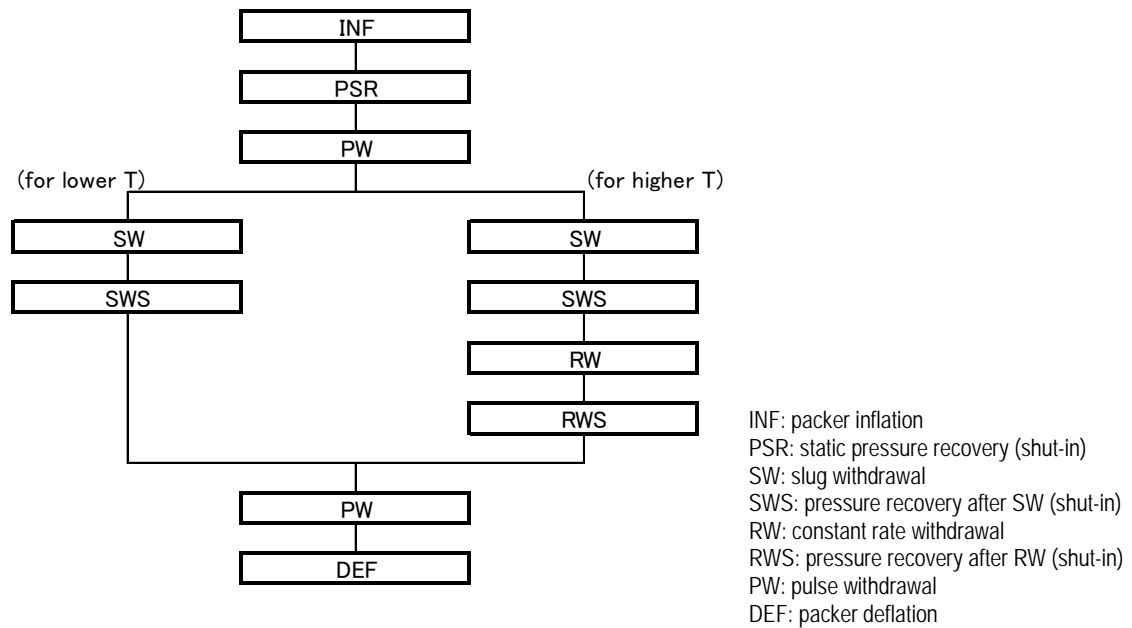 INF
PSR
PW
(for lower T)
(for higher T)
SW
SW
SWS
SWS
RW
RWS
PW
DEF
INF: packer inflation
PSR: static pressure recovery (shut-in)
SW: slug withdrawal
SWS: pressure recovery after SW (shut-in)
RW: constant rate withdrawal
RWS: pressure recovery after RW (shut-in)
PW: pulse withdrawal
DEF: packer deflation